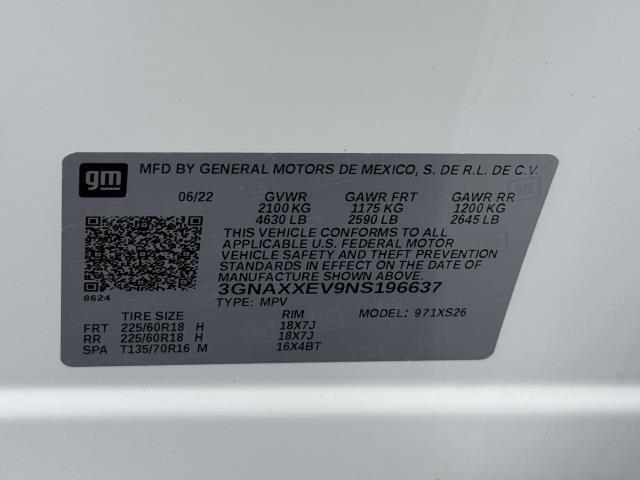 gm MFD BY GENERAL MOTORS DE MEXICO, S. DE R.L. DE C.V.
06/22 GVWR GAWR FRT GAWR RR
2100 KG 1175 KG 1200 KG
4630 LB 2590 LB 2645 LB
THIS VEHICLE CONFORMS TO ALL
APPLICABLE U.S. FEDERAL MOTOR
VEHICLE SAFETY AND THEFT PREVENTION
STANDARDS IN EFFECT ON THE DATE OF
MANUFACTURE SHOWN ABOVE.
3GNAXXEV9NS196637
8624
TYPE: MPV
TIRE SIZE RIM MODEL: 971XS26
FRT 225/60R18 H 18X7J
RR 225/60R18 H 18X7J
SPA T135/70R16 M 16X4BT